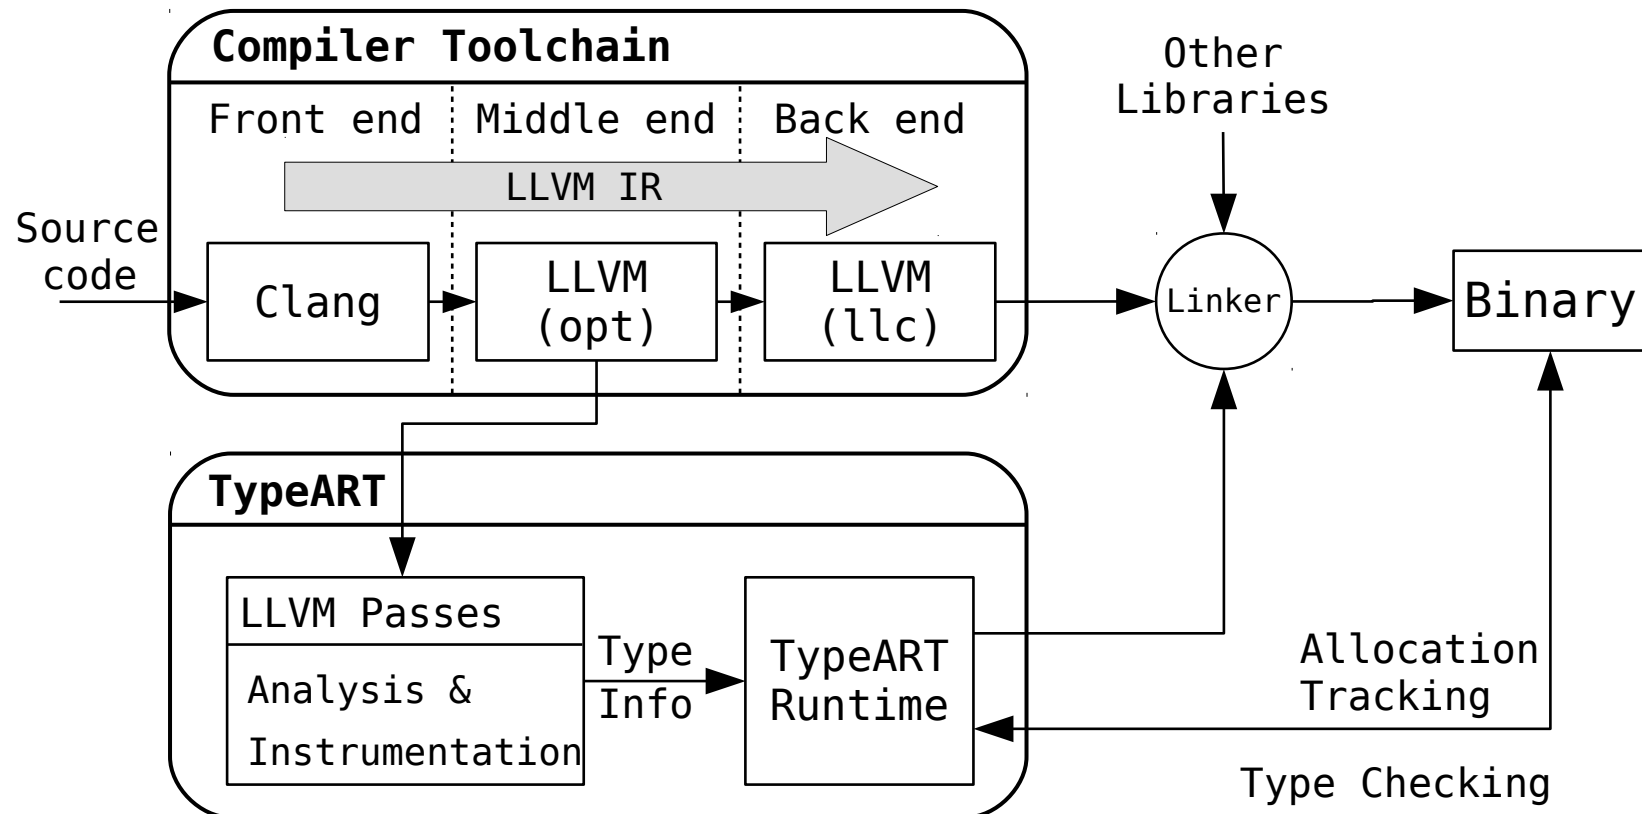 Compiler Toolchain
Front end
Middle end
Back end
LLVM IR
Source
code
Clang
LLVM
(opt)
LLVM
(llc)
Other
Libraries
Linker
Binary
TypeART
LLVM Passes
Analysis &
Instrumentation
Type
Info
TypeART
Runtime
Allocation
Tracking
Type Checking